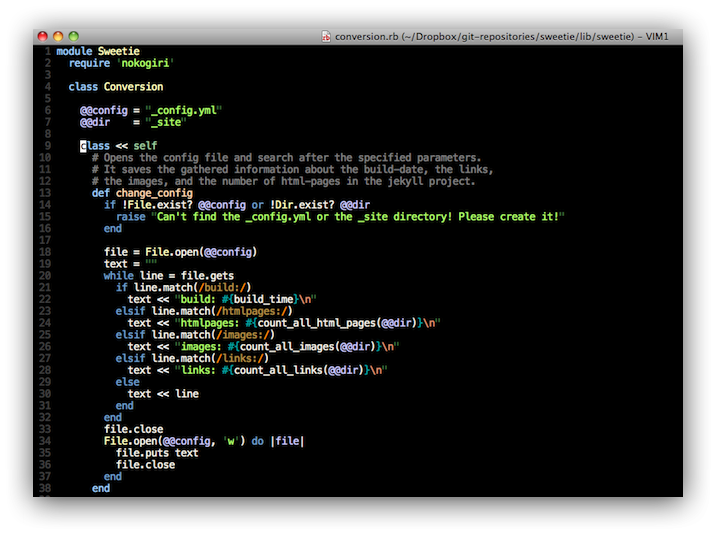 conversion.rb (~/Dropbox/git-repositories/sweetie/lib/sweetie) - VIM1
1 module Sweetie
2   require 'nokogiri'
3
4   class Conversion
5
6     @@config = "_config.yml"
7     @@dir    = "_site"
8
9     class << self
10       # Opens the config file and search after the specified parameters.
11       # It saves the gathered information about the build-date, the links,
12       # the images, and the number of html-pages in the jekyll project.
13       def change_config
14         if !File.exist? @@config or !Dir.exist? @@dir
15           raise "Can't find the _config.yml or the _site directory! Please create it!"
16         end
17
18         file = File.open(@@config)
19         text = ""
20         while line = file.gets
21           if line.match(/build:/)
22             text << "build: #{build_time}\n"
23           elsif line.match(/htmlpages:/)
24             text << "htmlpages: #{count_all_html_pages(@@dir)}\n"
25           elsif line.match(/images:/)
26             text << "images: #{count_all_images(@@dir)}\n"
27           elsif line.match(/links:/)
28             text << "links: #{count_all_links(@@dir)}\n"
29           else
30             text << line
31           end
32         end
33         file.close
34         File.open(@@config, 'w') do |file|
35           file.puts text
36           file.close
37         end
38       end